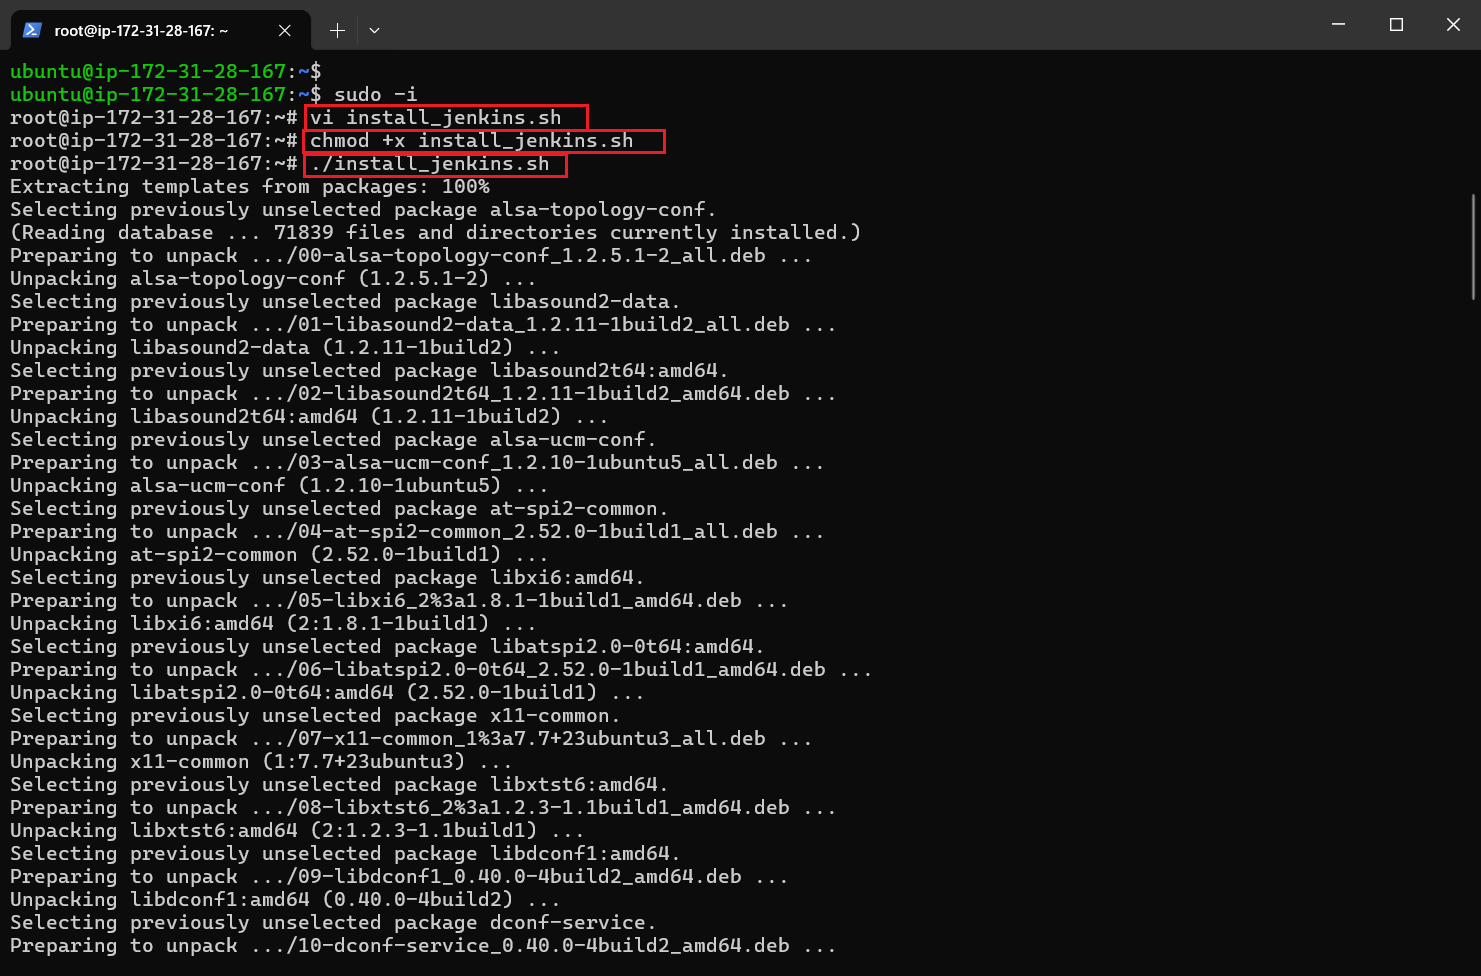 root@ip-172-31-28-167: ~
ubuntu@ip-172-31-28-167:~$
ubuntu@ip-172-31-28-167:~$ sudo -i
root@ip-172-31-28-167:~# vi install_jenkins.sh
root@ip-172-31-28-167:~# chmod +x install_jenkins.sh
root@ip-172-31-28-167:~# ./install_jenkins.sh
Extracting templates from packages: 100%
Selecting previously unselected package alsa-topology-conf.
(Reading database ... 71839 files and directories currently installed.)
Preparing to unpack .../00-alsa-topology-conf_1.2.5.1-2_all.deb ...
Unpacking alsa-topology-conf (1.2.5.1-2) ...
Selecting previously unselected package libasound2-data.
Preparing to unpack .../01-libasound2-data_1.2.11-1build2_all.deb ...
Unpacking libasound2-data (1.2.11-1build2) ...
Selecting previously unselected package libasound2t64:amd64.
Preparing to unpack .../02-libasound2t64_1.2.11-1build2_amd64.deb ...
Unpacking libasound2t64:amd64 (1.2.11-1build2) ...
Selecting previously unselected package alsa-ucm-conf.
Preparing to unpack .../03-alsa-ucm-conf_1.2.10-1ubuntu5_all.deb ...
Unpacking alsa-ucm-conf (1.2.10-1ubuntu5) ...
Selecting previously unselected package at-spi2-common.
Preparing to unpack .../04-at-spi2-common_2.52.0-1build1_all.deb ...
Unpacking at-spi2-common (2.52.0-1build1) ...
Selecting previously unselected package libxi6:amd64.
Preparing to unpack .../05-libxi6_2%3a1.8.1-1build1_amd64.deb ...
Unpacking libxi6:amd64 (2:1.8.1-1build1) ...
Selecting previously unselected package libatspi2.0-0t64:amd64.
Preparing to unpack .../06-libatspi2.0-0t64_2.52.0-1build1_amd64.deb ...
Unpacking libatspi2.0-0t64:amd64 (2.52.0-1build1) ...
Selecting previously unselected package x11-common.
Preparing to unpack .../07-x11-common_1%3a7.7+23ubuntu3_all.deb ...
Unpacking x11-common (1:7.7+23ubuntu3) ...
Selecting previously unselected package libxtst6:amd64.
Preparing to unpack .../08-libxtst6_2%3a1.2.3-1.1build1_amd64.deb ...
Unpacking libxtst6:amd64 (2:1.2.3-1.1build1) ...
Selecting previously unselected package libdconf1:amd64.
Preparing to unpack .../09-libdconf1_0.40.0-4build2_amd64.deb ...
Unpacking libdconf1:amd64 (0.40.0-4build2) ...
Selecting previously unselected package dconf-service.
Preparing to unpack .../10-dconf-service_0.40.0-4build2_amd64.deb ...